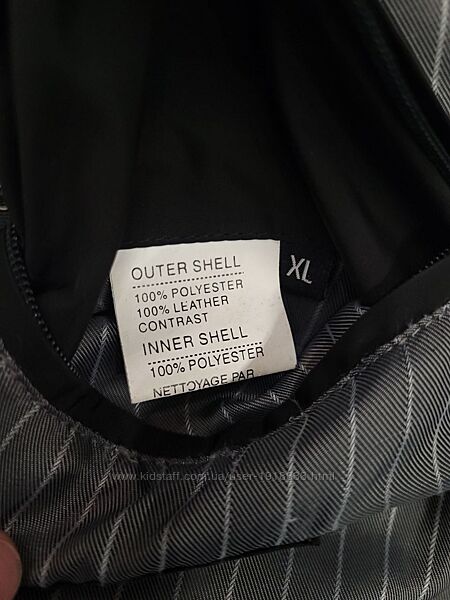 OUTER SHELL
100% POLYESTER
100% LEATHER
CONTRAST
INNER SHELL
100% POLYESTER
NETTOYAGE PAR
XL